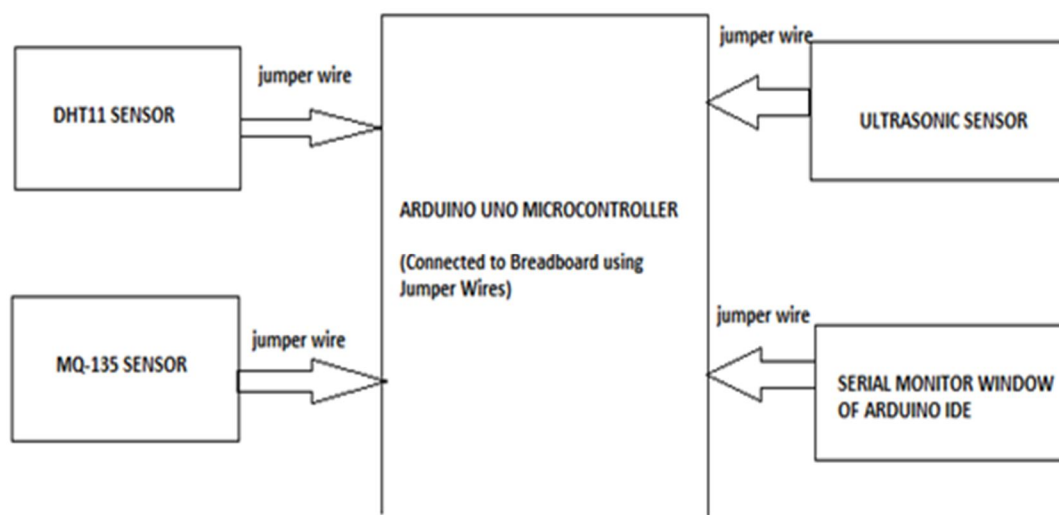 jumper wire
DHT11 SENSOR
jumper wire
MQ-135 SENSOR
ARDUINO UNO MICROCONTROLLER
(Connected to Breadboard using
Jumper Wires)
jumper wire
ULTRASONIC SENSOR
jumper wire
SERIAL MONITOR WINDOW
OF ARDUINO IDE